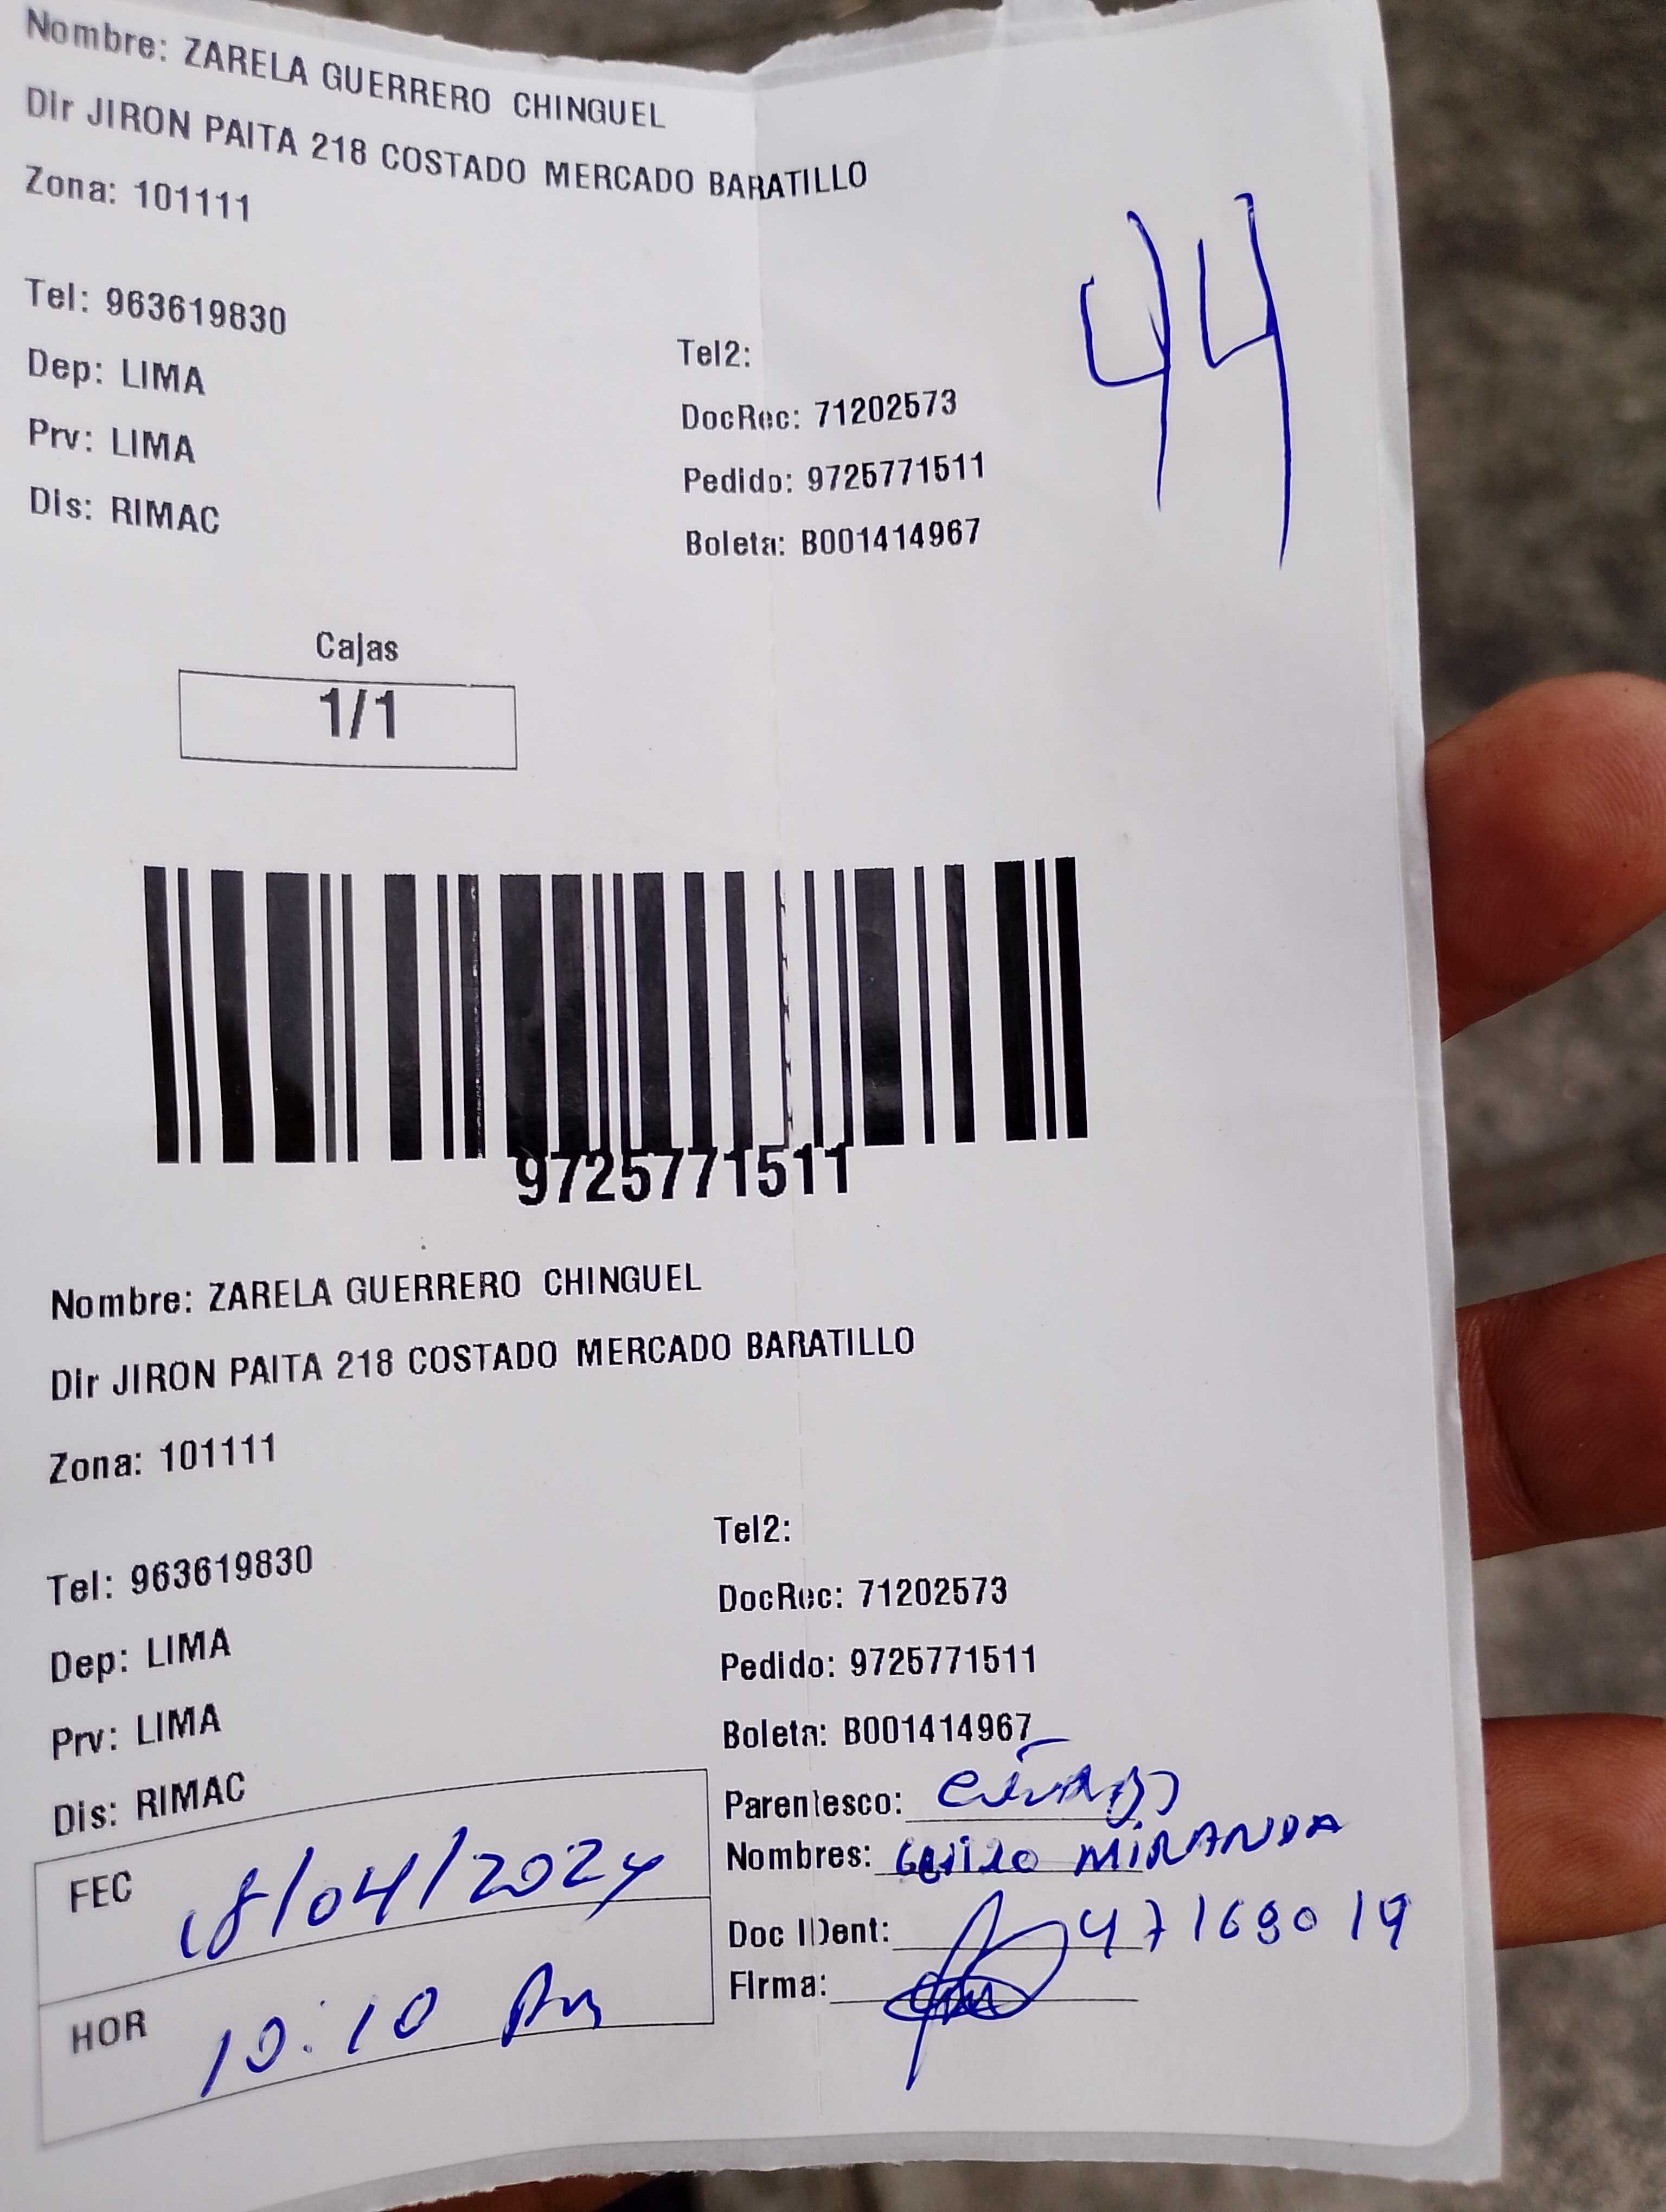 Nombre: ZARELA GUERRERO CHINGUEL
Dir JIRON PAITA 218 COSTADO MERCADO BARATILLO
Zona: 101111
44
Tel: 963619830
Tel2:
Dep: LIMA
DocRec: 71202573
Prv: LIMA
Pedido: 9725771511
Dis: RIMAC
Boleta: B001414967
Cajas
1/1
9725771511
Nombre: ZARELA GUERRERO CHINGUEL
Dir JIRON PAITA 218 COSTADO MERCADO BARATILLO
Zona: 101111
Tel: 963619830
Tel2:
Dep: LIMA
DocRec: 71202573
Prv: LIMA
Pedido: 9725771511
Dis: RIMAC
Boleta: B001414967
Parentesco:
FEC 18/04/2024
Nombres: MIRANDA
Doc IDent:
HOR 10:10 Am
Firma: